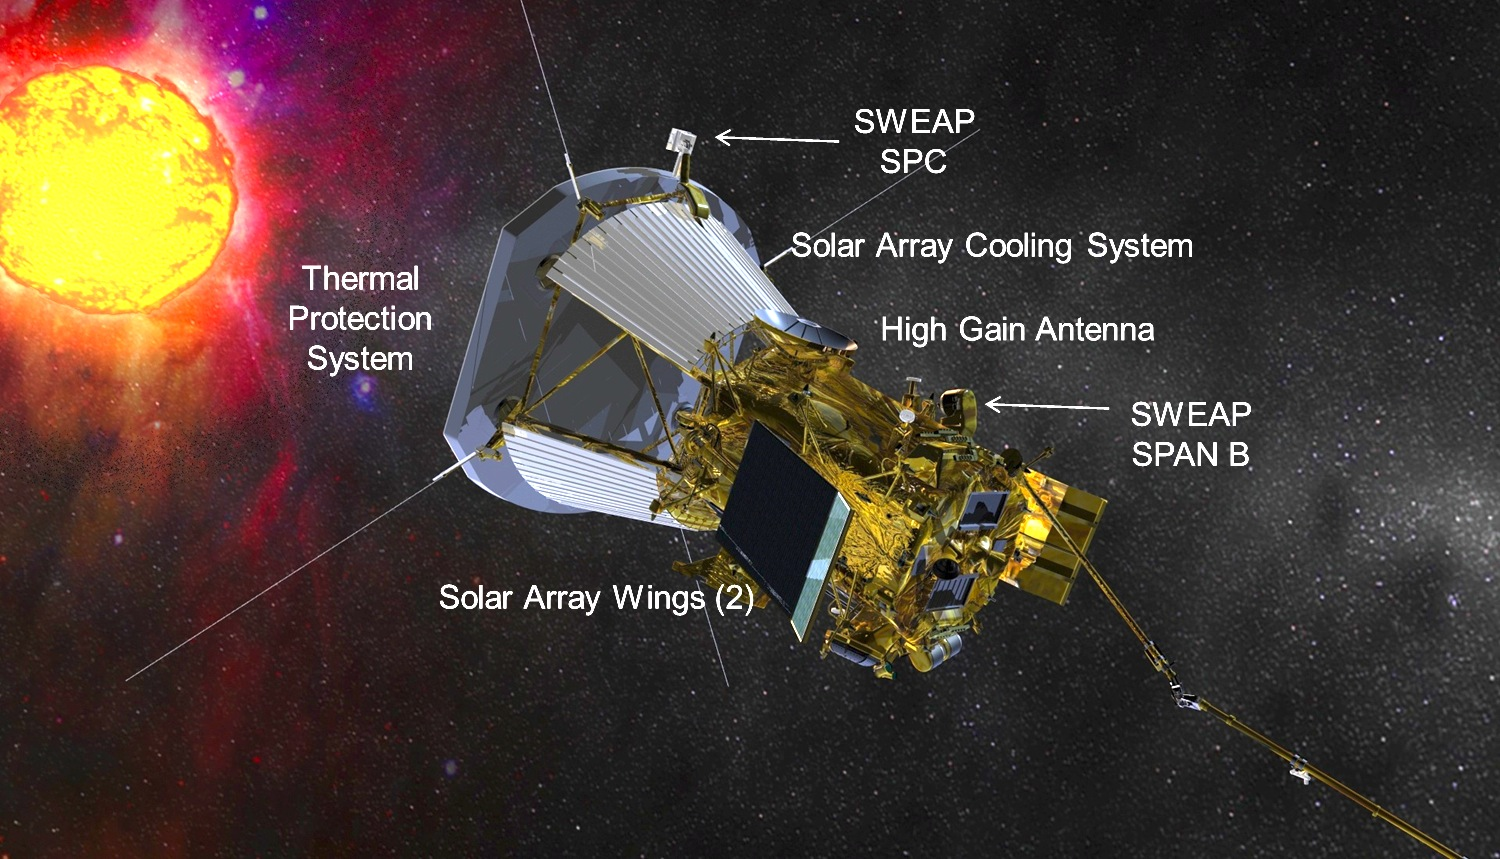 SWEAP
SPC
Solar Array Cooling System
Thermal
Protection
System
High Gain Antenna
SWEAP
SPAN B
Solar Array Wings (2)